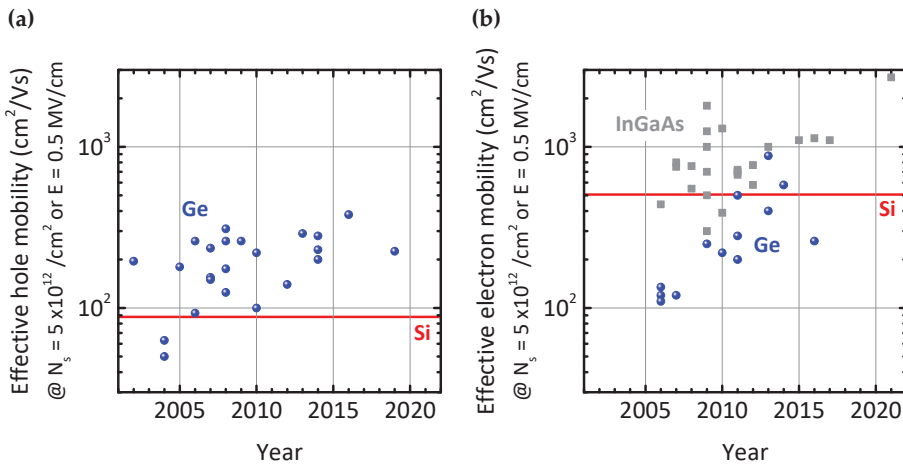 (a)
Effective hole mobility (cm²/Vs)
@ Nₛ = 5 x10¹² /cm² or E = 0.5 MV/cm
10³
10²
Ge
Si
2005 2010 2015 2020
Year
(b)
Effective electron mobility (cm²/Vs)
@ Nₛ = 5 x10¹² /cm² or E = 0.5 MV/cm
10³
10²
InGaAs
Si
Ge
2005 2010 2015 2020
Year